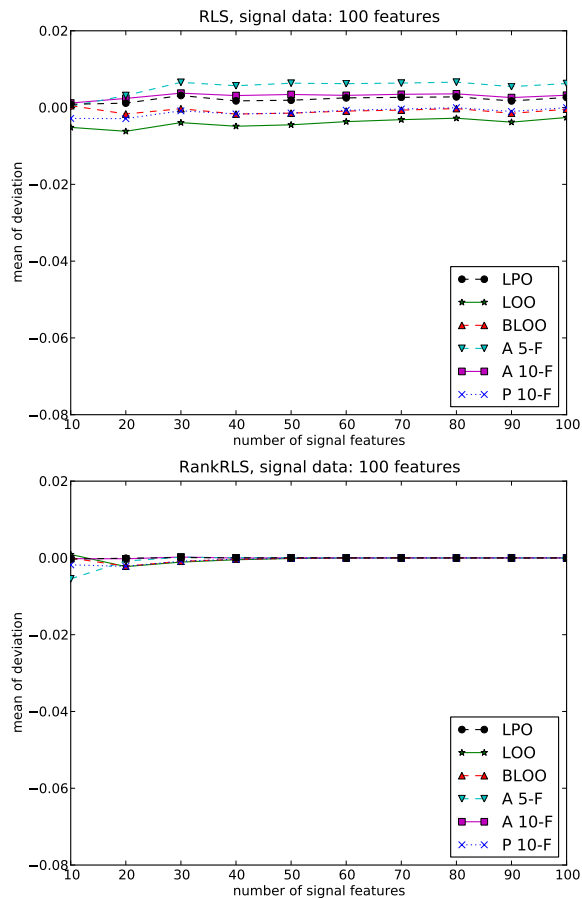 RLS, signal data: 100 features
0.02
0.00
−0.02
−0.04
−0.06
−0.08
mean of deviation
LPO
LOO
BLOO
A 5-F
A 10-F
P 10-F
10 20 30 40 50 60 70 80 90 100
number of signal features
RankRLS, signal data: 100 features
0.02
0.00
−0.02
−0.04
−0.06
−0.08
mean of deviation
LPO
LOO
BLOO
A 5-F
A 10-F
P 10-F
10 20 30 40 50 60 70 80 90 100
number of signal features